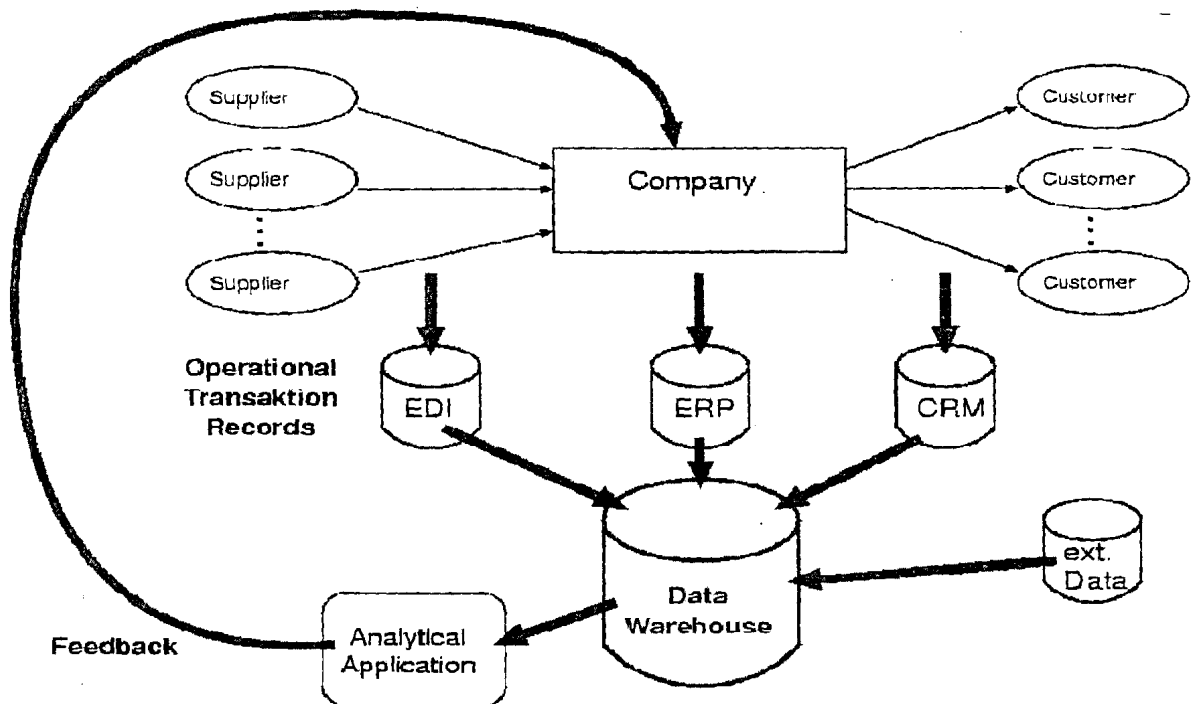 Supplier
Customer
Supplier
Company
Customer
Supplier
Customer
Operational
Transaktion
Records
EDI
ERP
CRM
ext.
Data
Data
Warehouse
Feedback
Analytical
Application